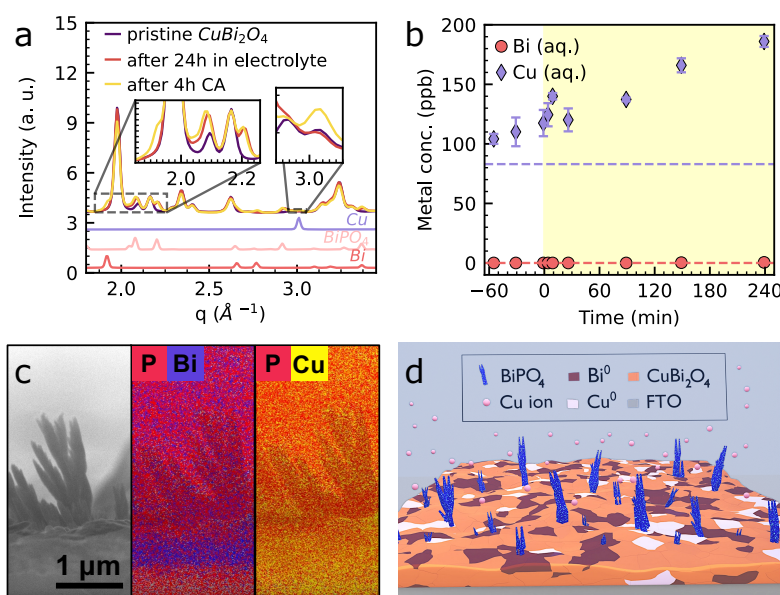 a
pristine CuBi₂O₄
after 24h in electrolyte
after 4h CA
Intensity (a. u.)
15
12
9
6
3
0
2.0 2.2
3.0
Cu
BiPO₄
Bi
2.0 2.5 3.0
q (Å ⁻¹)
b
Bi (aq.)
Cu (aq.)
Metal conc. (ppb)
200
150
100
50
0
−60 0 60 120 180 240
Time (min)
c
P Bi
P Cu
1 µm
d
BiPO₄ Bi⁰ CuBi₂O₄
Cu ion Cu⁰ FTO